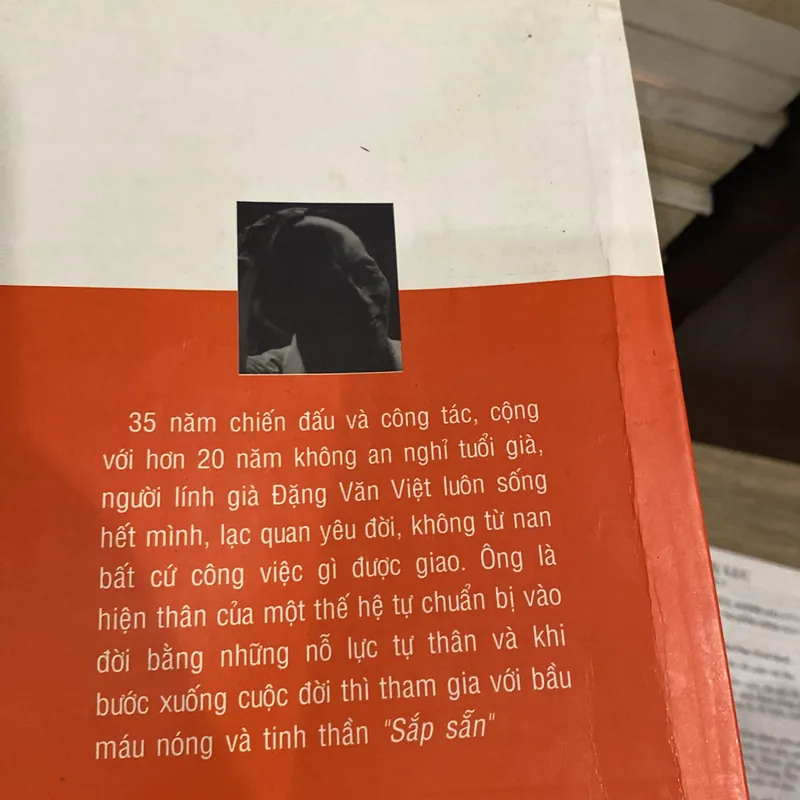 35 năm chiến đấu và công tác, cộng
với hơn 20 năm không an nghỉ tuổi già,
người lính già Đặng Văn Việt luôn sống
hết mình, lạc quan yêu đời, không từ nan
bất cứ công việc gì được giao. Ông là
hiện thân của một thế hệ tự chuẩn bị vào
đời bằng những nỗ lực tự thân và khi
bước xuống cuộc đời thì tham gia với bầu
máu nóng và tinh thần "Sắp sẵn"